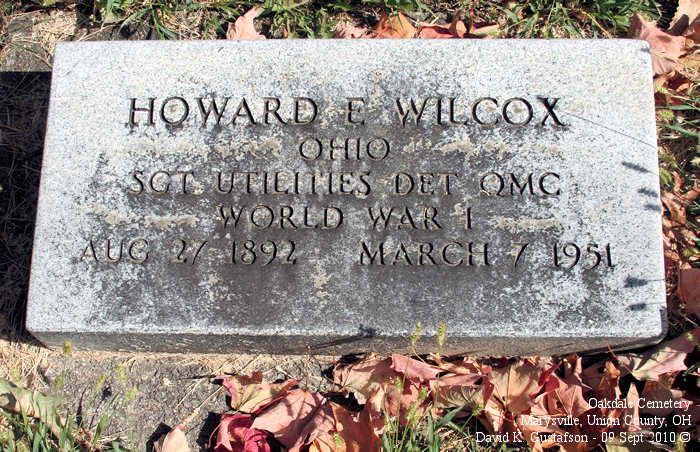 HOWARD E WILCOX
OHIO
SGT UTILITIES DET QMC
WORLD WAR I
AUG 27 1892 MARCH 7 1951
Oakdale Cemetery
Marysville, Union County, OH
David K. Gustafson - 09 Sept 2010 ©